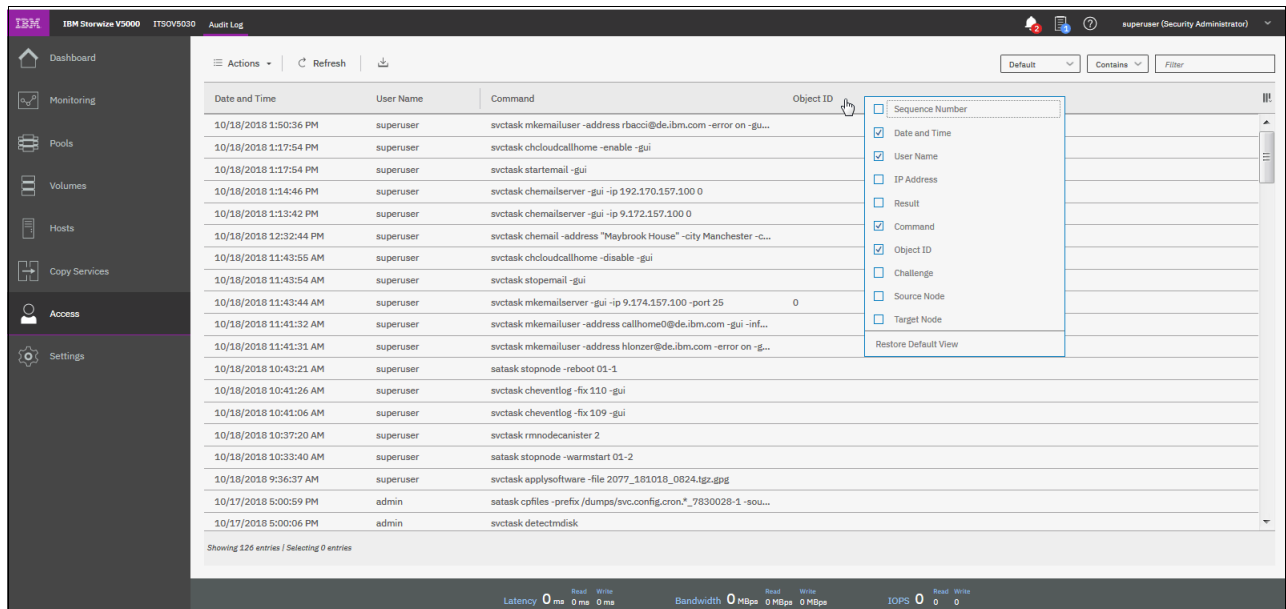 IBM IBM Storwize V5000 ITSOV5030 Audit Log 2 1 ? superuser (Security Administrator)
Dashboard
Monitoring
Pools
Volumes
Hosts
Copy Services
Access
Settings
Actions Refresh Default Contains Filter
Date and Time User Name Command Object ID
10/18/2018 1:50:36 PM superuser svctask mkemailuser -address rbacci@de.ibm.com -error on -gu...
10/18/2018 1:17:54 PM superuser svctask chcloudcallhome -enable -gui
10/18/2018 1:17:54 PM superuser svctask startemail -gui
10/18/2018 1:14:46 PM superuser svctask chemailserver -gui -ip 192.170.157.100 0
10/18/2018 1:13:42 PM superuser svctask chemailserver -gui -ip 9.172.157.100 0
10/18/2018 12:32:44 PM superuser svctask chemail -address "Maybrook House" -city Manchester -c...
10/18/2018 11:43:55 AM superuser svctask chcloudcallhome -disable -gui
10/18/2018 11:43:54 AM superuser svctask stopemail -gui
10/18/2018 11:43:44 AM superuser svctask mkemailserver -gui -ip 9.174.157.100 -port 25 0
10/18/2018 11:41:32 AM superuser svctask mkemailuser -address callhome0@de.ibm.com -gui -inf...
10/18/2018 11:41:31 AM superuser svctask mkemailuser -address hlonzer@de.ibm.com -error on -g...
10/18/2018 10:43:21 AM superuser satask stopnode -reboot 01-1
10/18/2018 10:41:26 AM superuser svctask cheventlog -fix 110 -gui
10/18/2018 10:41:06 AM superuser svctask cheventlog -fix 109 -gui
10/18/2018 10:37:20 AM superuser svctask rmnodecanister 2
10/18/2018 10:33:40 AM superuser satask stopnode -warmstart 01-2
10/18/2018 9:36:37 AM superuser svctask applysoftware -file 2077_181018_0824.tgz.gpg
10/17/2018 5:00:59 PM admin satask cpfiles -prefix /dumps/svc.config.cron.*_7830028-1 -sou...
10/17/2018 5:00:06 PM admin svctask detectmdisk
Sequence Number
Date and Time
User Name
IP Address
Result
Command
Object ID
Challenge
Source Node
Target Node
Restore Default View
Showing 126 entries | Selecting 0 entries
Read Write Read Write Read Write
Latency 0 ms 0 ms 0 ms Bandwidth 0 MBps 0 MBps 0 MBps IOPS 0 0 0